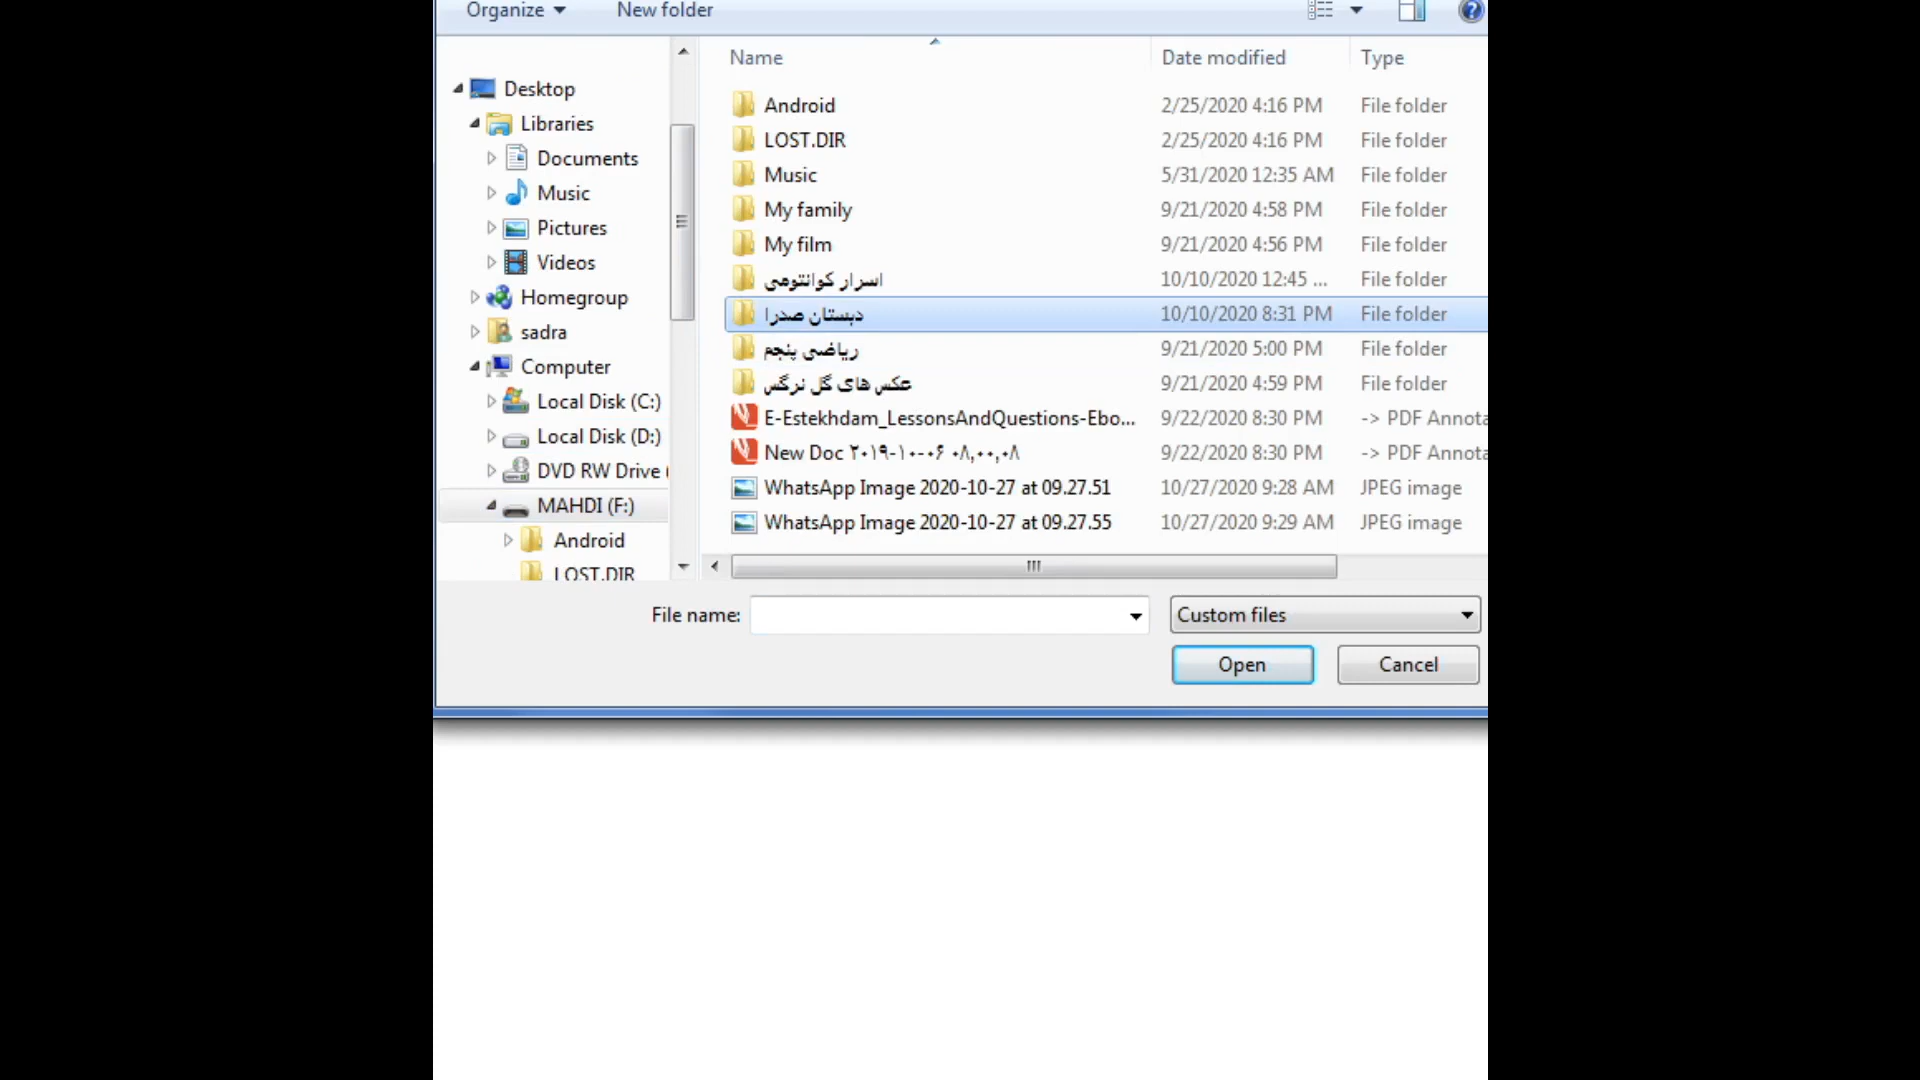 Organize New folder
Name Date modified Type
Desktop
Libraries
Documents
Music
Pictures
Videos
Homegroup
sadra
Computer
Local Disk (C:)
Local Disk (D:)
DVD RW Drive
MAHDI (F:)
Android
LOST.DIR
Android 2/25/2020 4:16 PM File folder
LOST.DIR 2/25/2020 4:16 PM File folder
Music 5/31/2020 12:35 AM File folder
My family 9/21/2020 4:58 PM File folder
My film 9/21/2020 4:56 PM File folder
اسرار کوانتومی 10/10/2020 12:45 ... File folder
دبستان صدرا 10/10/2020 8:31 PM File folder
ریاضی پنجم 9/21/2020 5:00 PM File folder
عکس های گل نرگس 9/21/2020 4:59 PM File folder
E-Estekhdam_LessonsAndQuestions-Ebo... 9/22/2020 8:30 PM -> PDF Annota
New Doc ۲۰۱۹-۱۰-۰۶ ۰۸,۰۰,۰۸ 9/22/2020 8:30 PM -> PDF Annota
WhatsApp Image 2020-10-27 at 09.27.51 10/27/2020 9:28 AM JPEG image
WhatsApp Image 2020-10-27 at 09.27.55 10/27/2020 9:29 AM JPEG image
File name: Custom files
Open Cancel